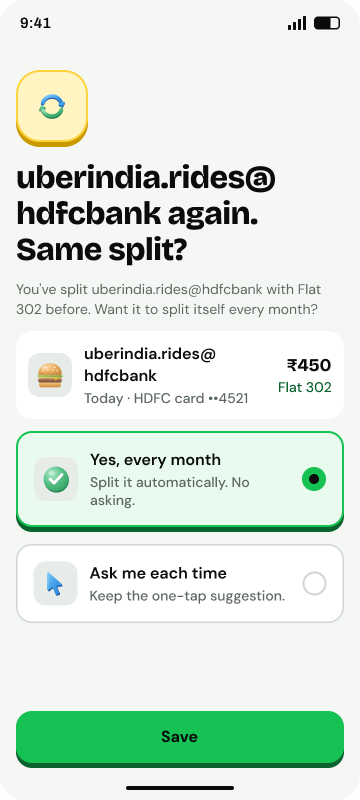 9:41
uberindia.rides@
hdfcbank again.
Same split?
You've split uberindia.rides@hdfcbank with Flat
302 before. Want it to split itself every month?
uberindia.rides@
hdfcbank
Today · HDFC card ••4521
₹450
Flat 302
Yes, every month
Split it automatically. No
asking.
Ask me each time
Keep the one-tap suggestion.
Save